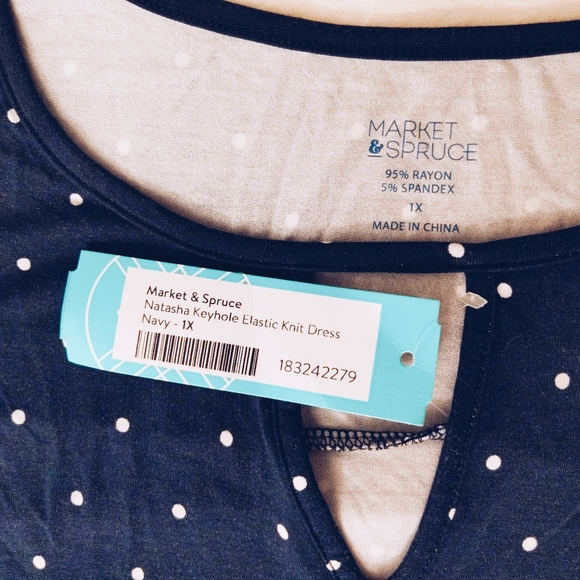 MARKET
&SPRUCE
95% RAYON
5% SPANDEX
1X
MADE IN CHINA
Market & Spruce
Natasha Keyhole Elastic Knit Dress
Navy - 1X
183242279